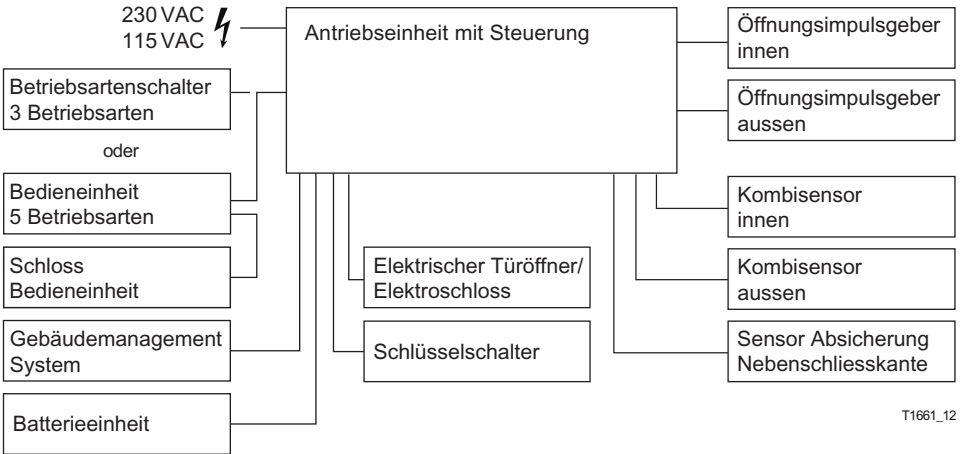 230 VAC
115 VAC
Antriebseinheit mit Steuerung
Öffnungsimpulsgeber
innen
Betriebsartenschalter
3 Betriebsarten
Öffnungsimpulsgeber
aussen
oder
Bedieneinheit
5 Betriebsarten
Kombisensor
innen
Schloss
Bedieneinheit
Elektrischer Türöffner/
Elektroschloss
Kombisensor
aussen
Gebäudemanagement
System
Schlüsselschalter
Sensor Absicherung
Nebenschliesskante
Batterieeinheit
T1661_12